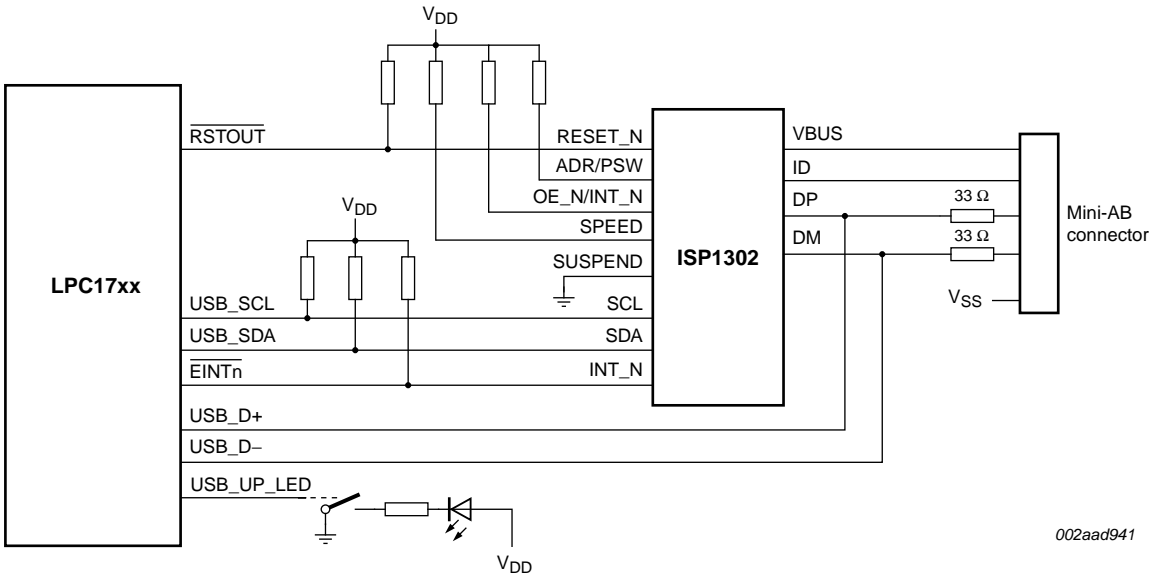 VDD
RSTOUT
RESET_N
VBUS
ADR/PSW
ID
OE_N/INT_N
DP
33 Ω
VDD
SPEED
DM
33 Ω
Mini-AB
connector
LPC17xx
SUSPEND
ISP1302
USB_SCL
SCL
VSS
USB_SDA
SDA
EINTn
INT_N
USB_D+
USB_D−
USB_UP_LED
VDD
002aad941